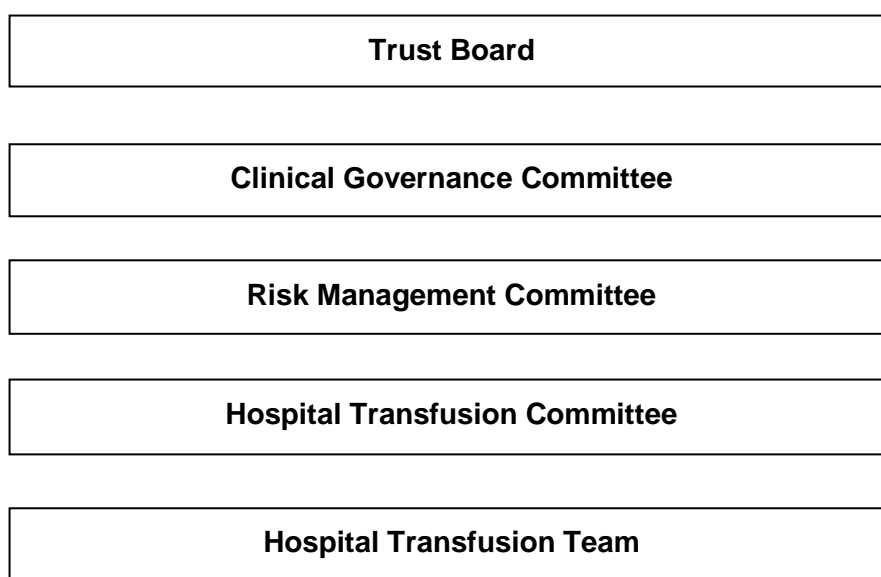 Trust Board
Clinical Governance Committee
Risk Management Committee
Hospital Transfusion Committee
Hospital Transfusion Team